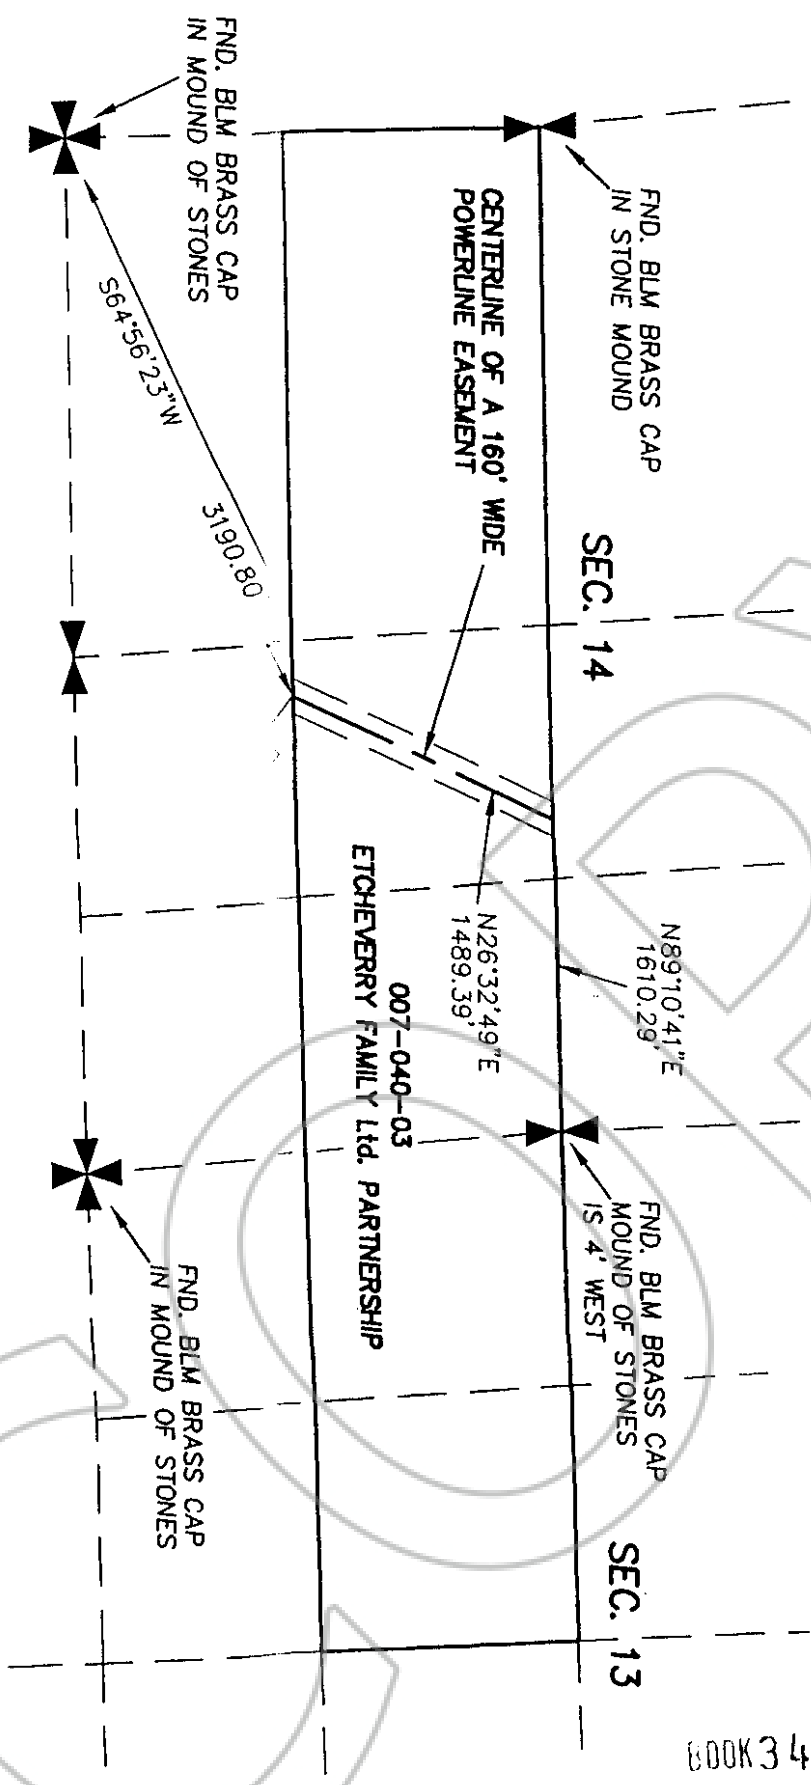 FND. BLM BRASS CAP
IN STONE MOUND
SEC. 14
N89°10'41"E
1610.29'
FND. BLM BRASS CAP
MOUND OF STONES
IS 4' WEST
SEC. 13
CENTERLINE OF A 160' WIDE
POWERLINE EASEMENT
N26°32'49"E
1489.39'
007-040-03
ETCHEVERRY FAMILY Ltd. PARTNERSHIP
FND. BLM BRASS CAP
IN MOUND OF STONES
S64°56'23"W
3190.80
FND. BLM BRASS CAP
IN MOUND OF STONES
BOOK34
COP